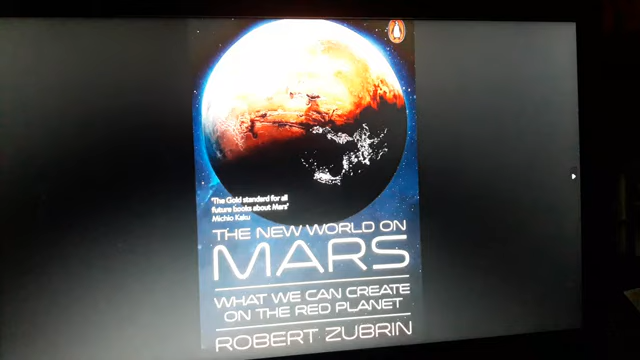 'The Gold standard for all
future books about Mars'
Michio Kaku
THE NEW WORLD ON
MARS
WHAT WE CAN CREATE
ON THE RED PLANET
ROBERT ZUBRIN